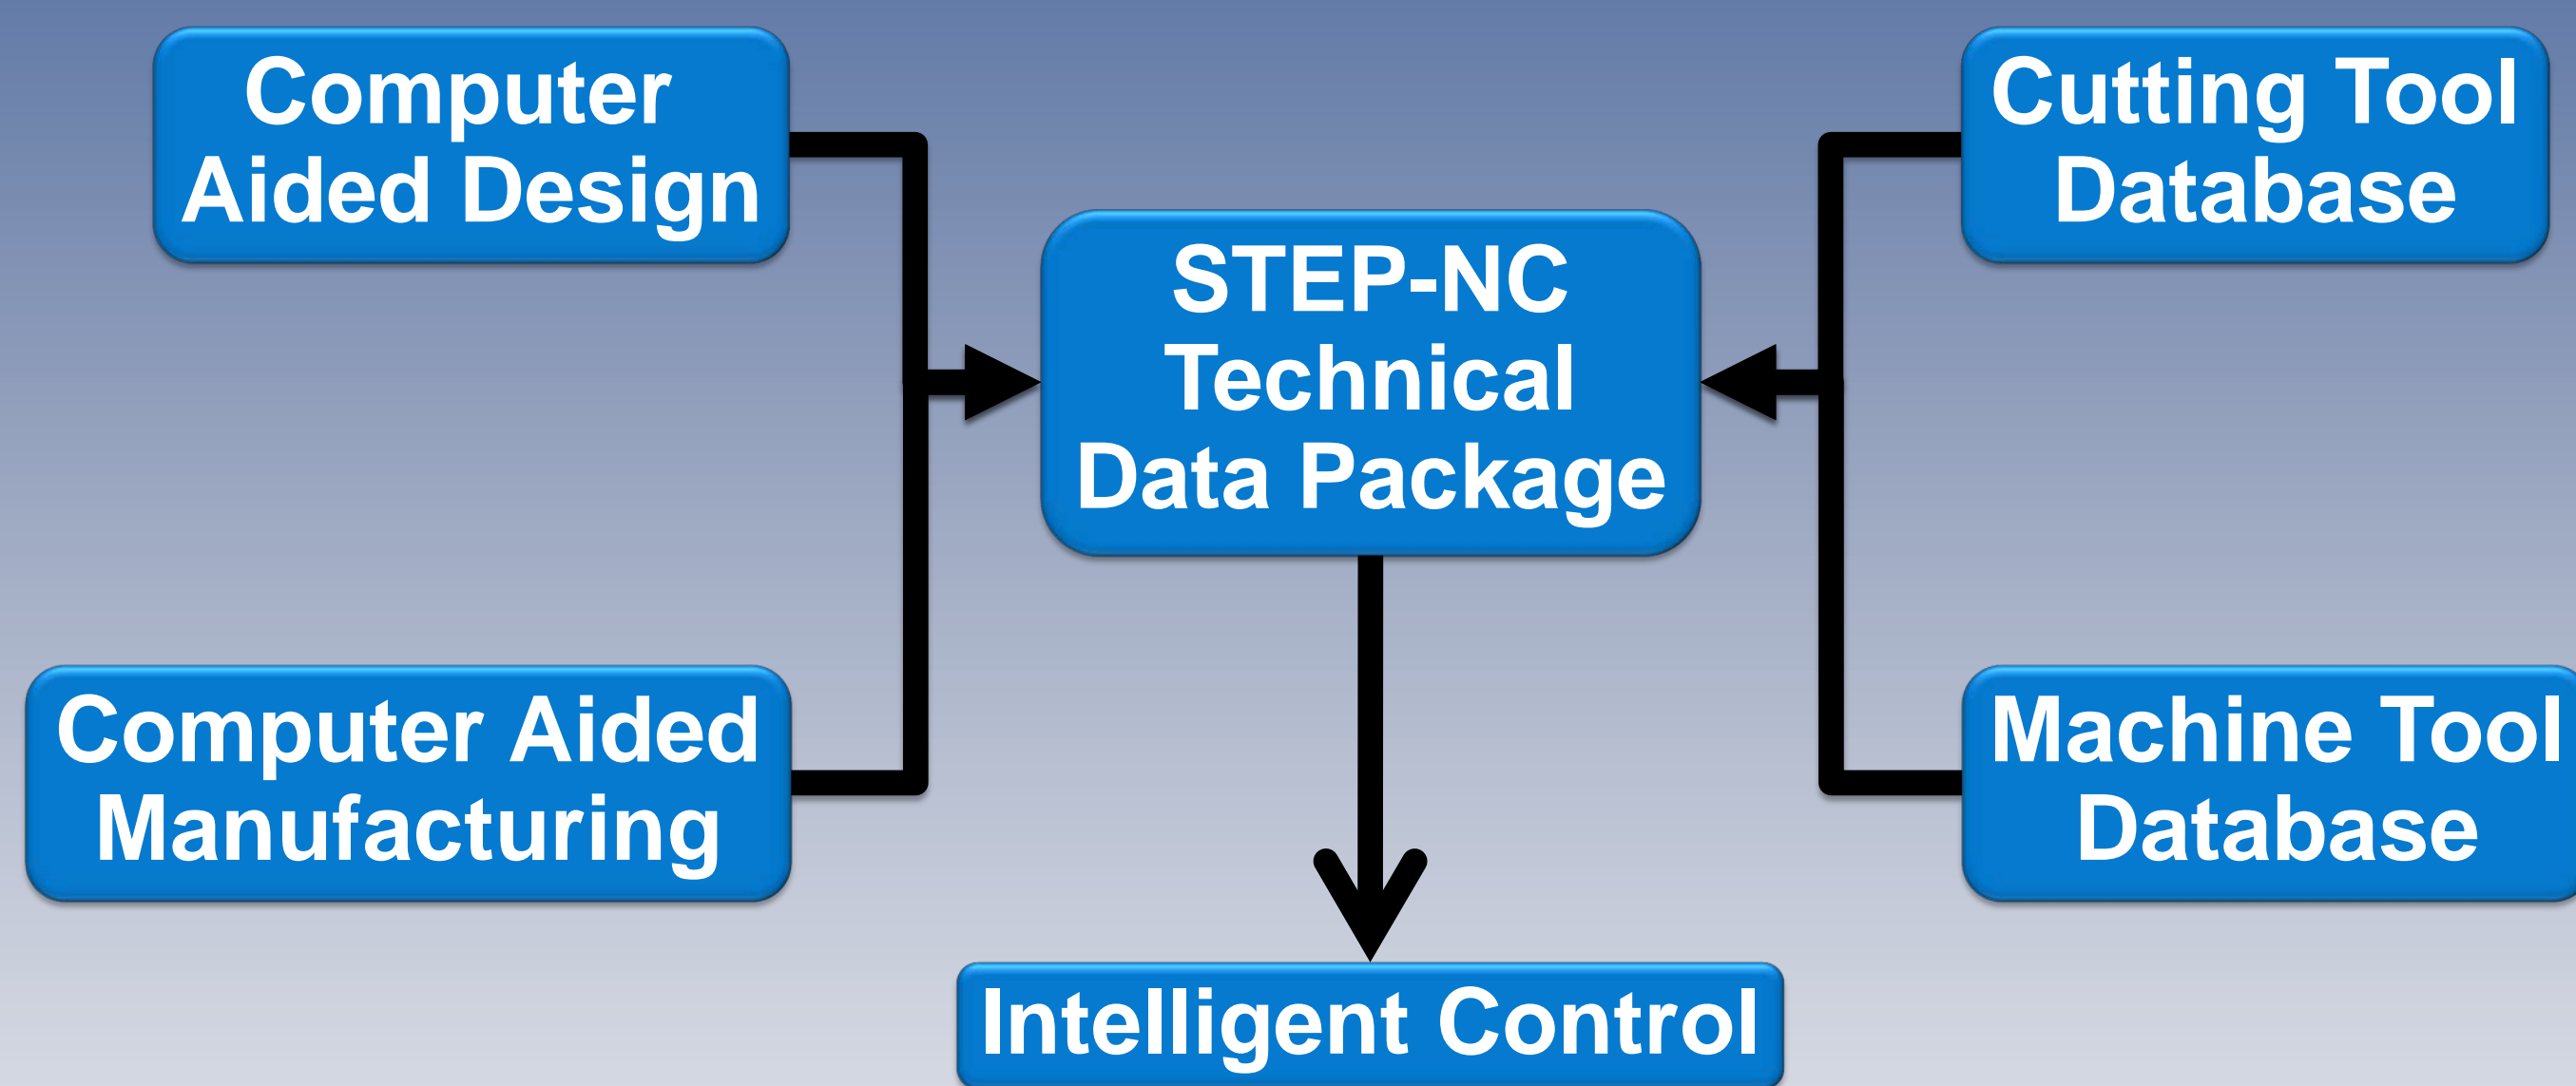 Computer
Aided Design
Cutting Tool
Database
STEP-NC
Technical
Data Package
Computer Aided
Manufacturing
Machine Tool
Database
Intelligent Control